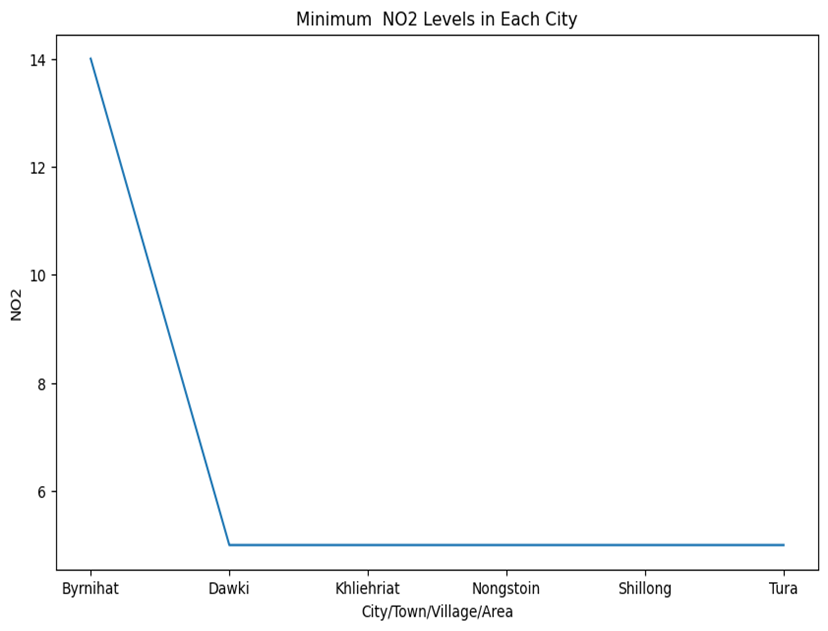 Minimum  NO2 Levels in Each City
14
12
10
8
6
NO2
Byrnihat Dawki Khliehriat Nongstoin Shillong Tura
City/Town/Village/Area